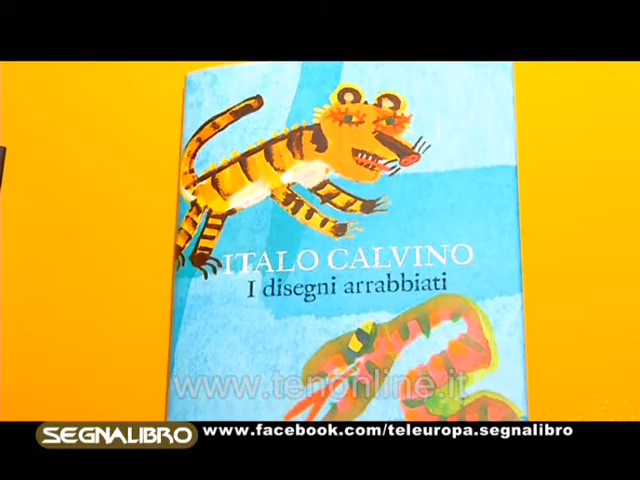 ITALO CALVINO
I disegni arrabbiati
www.tenonline.it
SEGNALIBRO www.facebook.com/teleuropa.segnalibro